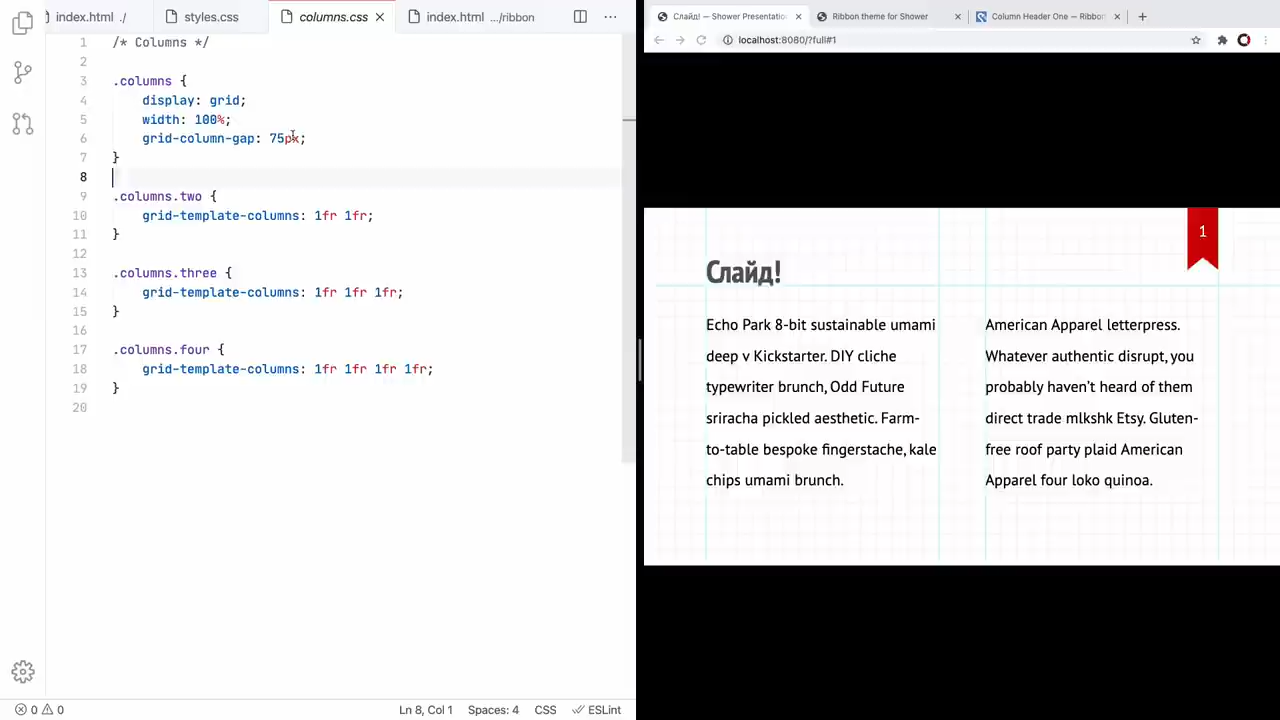 index.html ./
styles.css
columns.css
index.html .../ribbon
1 /* Columns */
2
3 .columns {
4 display: grid;
5 width: 100%;
6 grid-column-gap: 75px;
7 }
8
9 .columns.two {
10 grid-template-columns: 1fr 1fr;
11 }
12
13 .columns.three {
14 grid-template-columns: 1fr 1fr 1fr;
15 }
16
17 .columns.four {
18 grid-template-columns: 1fr 1fr 1fr 1fr;
19 }
20
0 0
Ln 8, Col 1
Spaces: 4
CSS
ESLint
Слайд! — Shower Presentatio
Ribbon theme for Shower
Column Header One — Ribbon
localhost:8080/?full#1
1
Слайд!
Echo Park 8-bit sustainable umami
deep v Kickstarter. DIY cliche
typewriter brunch, Odd Future
sriracha pickled aesthetic. Farm-
to-table bespoke fingerstache, kale
chips umami brunch.
American Apparel letterpress.
Whatever authentic disrupt, you
probably haven't heard of them
direct trade mlkshk Etsy. Gluten-
free roof party plaid American
Apparel four loko quinoa.